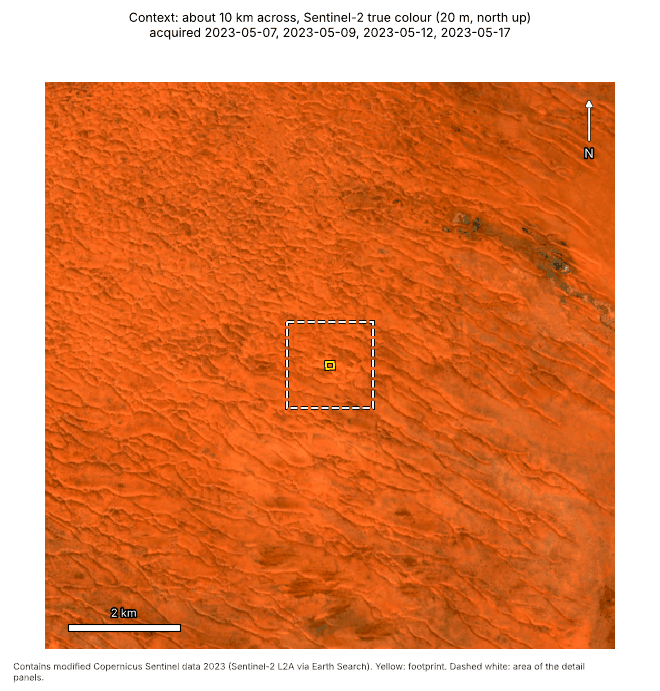 Context: about 10 km across, Sentinel-2 true colour (20 m, north up)
acquired 2023-05-07, 2023-05-09, 2023-05-12, 2023-05-17
N
2 km
Contains modified Copernicus Sentinel data 2023 (Sentinel-2 L2A via Earth Search). Yellow: footprint. Dashed white: area of the detail
panels.